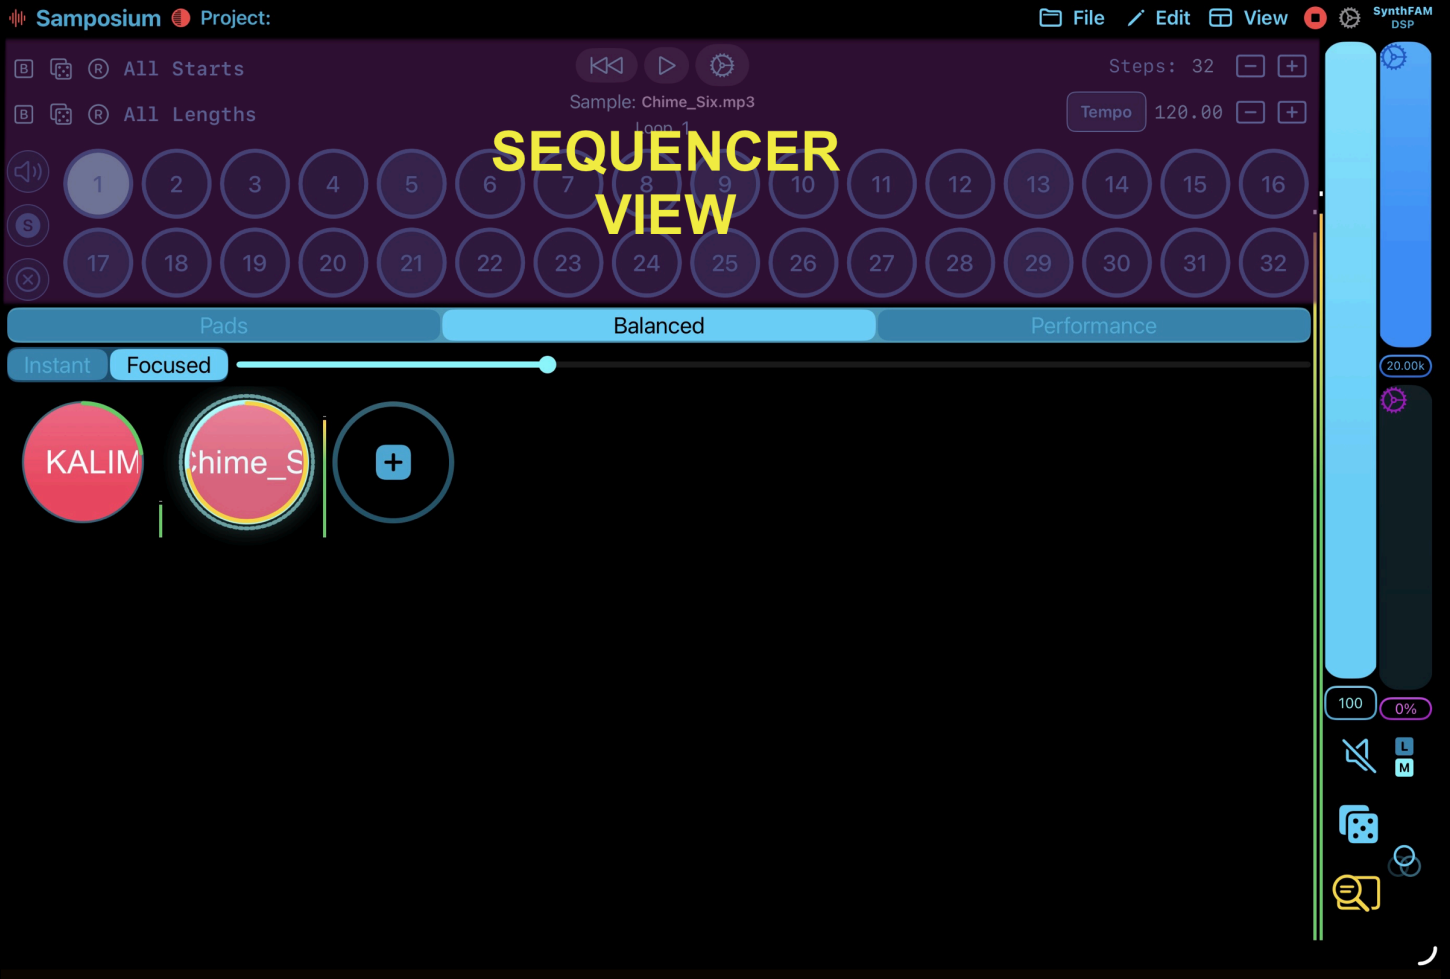 Samposium Project: File Edit View SynthFAM
DSP
B R All Starts Steps: 32
Sample: Chime_Six.mp3
B R All Lengths Tempo 120.00
Loop 1
SEQUENCER
VIEW
1 2 3 4 5 6 7 8 9 10 11 12 13 14 15 16
S
17 18 19 20 21 22 23 24 25 26 27 28 29 30 31 32
Pads Balanced Performance
Instant Focused 20.00k
KALIM Chime_S
100 0%
L
M